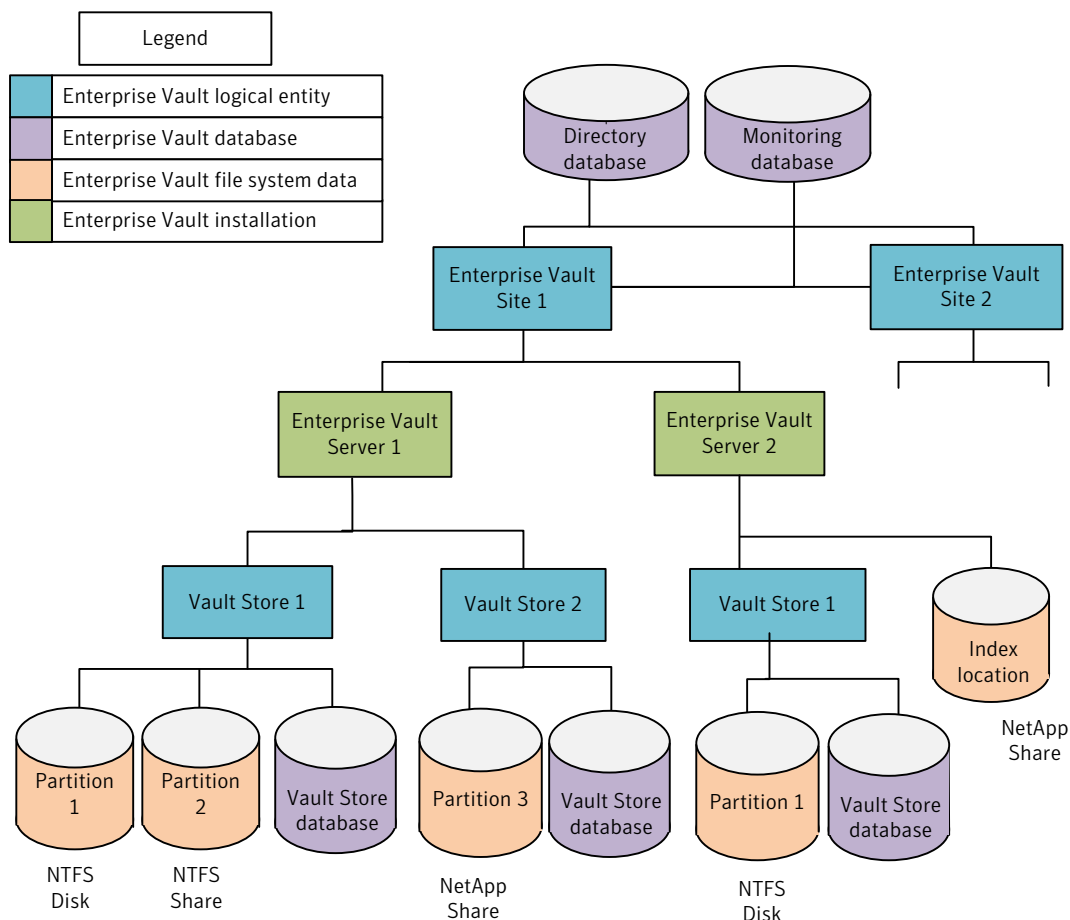 Legend
Enterprise Vault logical entity
Enterprise Vault database
Enterprise Vault file system data
Enterprise Vault installation
Directory
database
Monitoring
database
Enterprise Vault
Site 1
Enterprise Vault
Site 2
Enterprise Vault
Server 1
Enterprise Vault
Server 2
Vault Store 1
Vault Store 2
Vault Store 1
Index
location
NetApp
Share
Partition
1
Partition
2
Vault Store
database
Partition 3
Vault Store
database
Partition 1
Vault Store
database
NTFS
Disk
NTFS
Share
NetApp
Share
NTFS
Disk